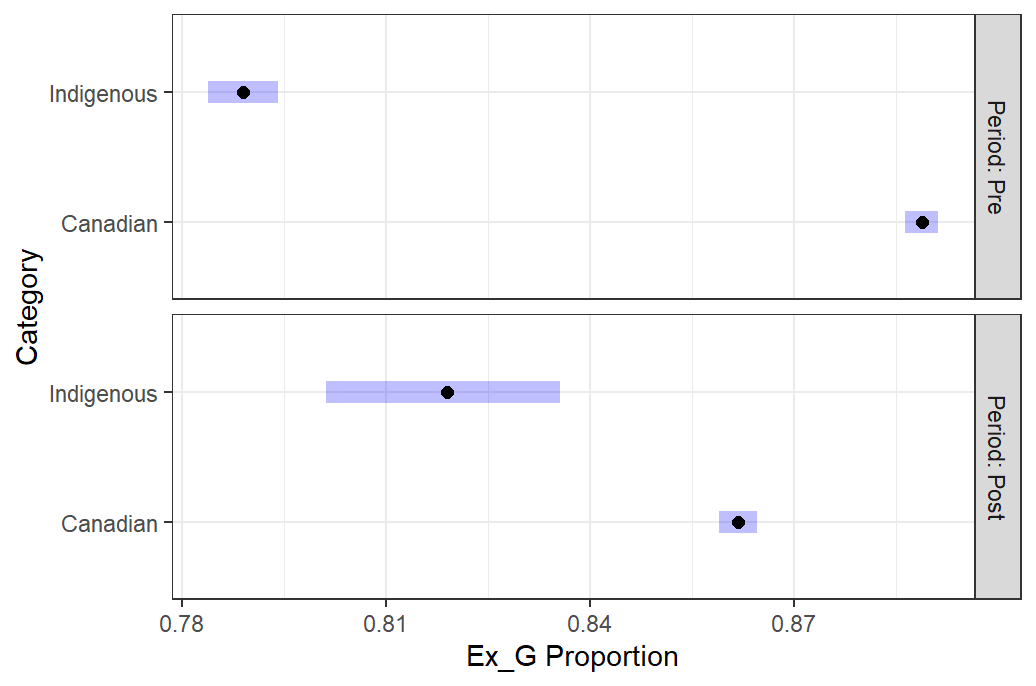 Indigenous
Canadian
Period: Pre
Category
Indigenous
Canadian
Period: Post
0.78 0.81 0.84 0.87
Ex_G Proportion